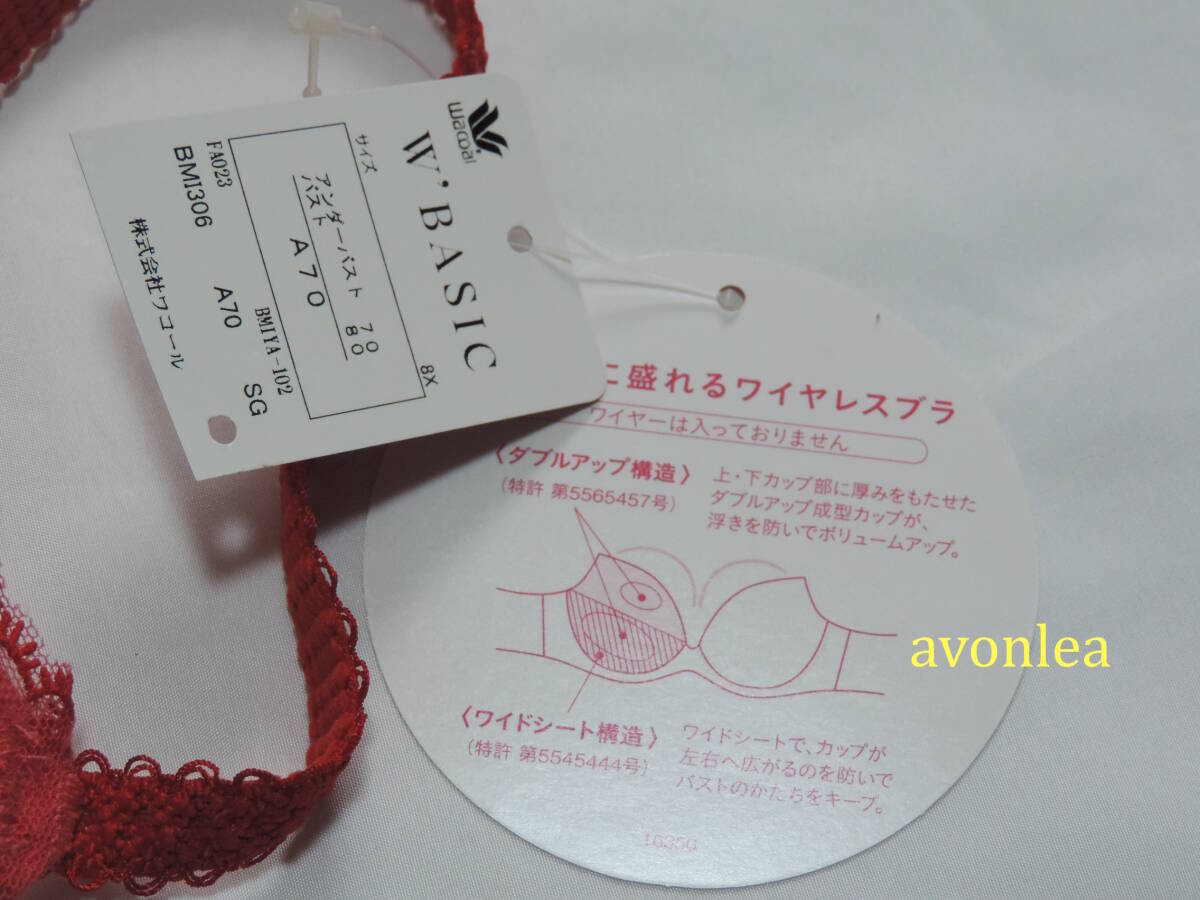 wacoal
W'BASIC
8X
サイズ
アンダーバスト 70
バスト 80
A70
FA023 BMIYA-102
BMI306 A70 SG
株式会社ワコール
に盛れるワイヤレスブラ
ワイヤーは入っておりません
〈ダブルアップ構造〉
(特許 第5565457号)
上・下カップ部に厚みをもたせた
ダブルアップ成型カップが、
浮きを防いでボリュームアップ。
〈ワイドシート構造〉
(特許 第5545444号)
ワイドシートで、カップが
左右へ広がるのを防いで
バストのかたちをキープ。
16350
avonlea